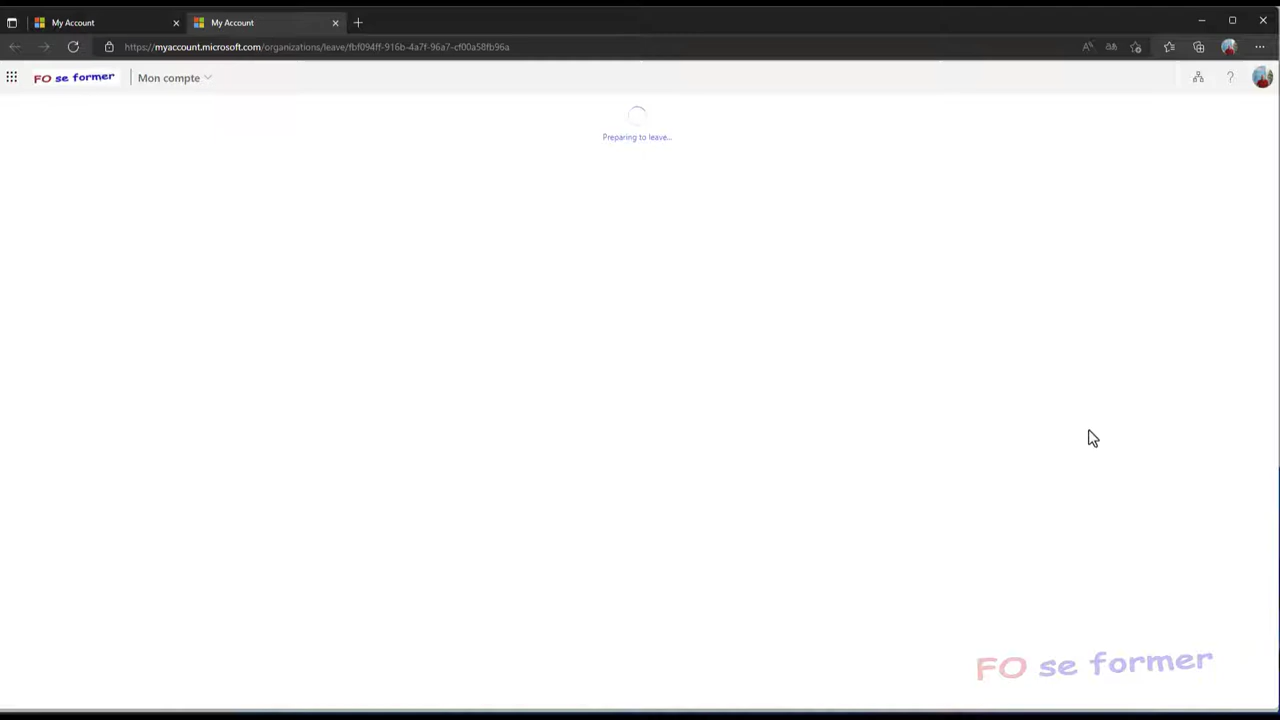 My Account
My Account
https://myaccount.microsoft.com/organizations/leave/fbf094ff-916b-4a7f-96a7-cf00a58fb96a
FO se former
Mon compte
Preparing to leave...
FO se former